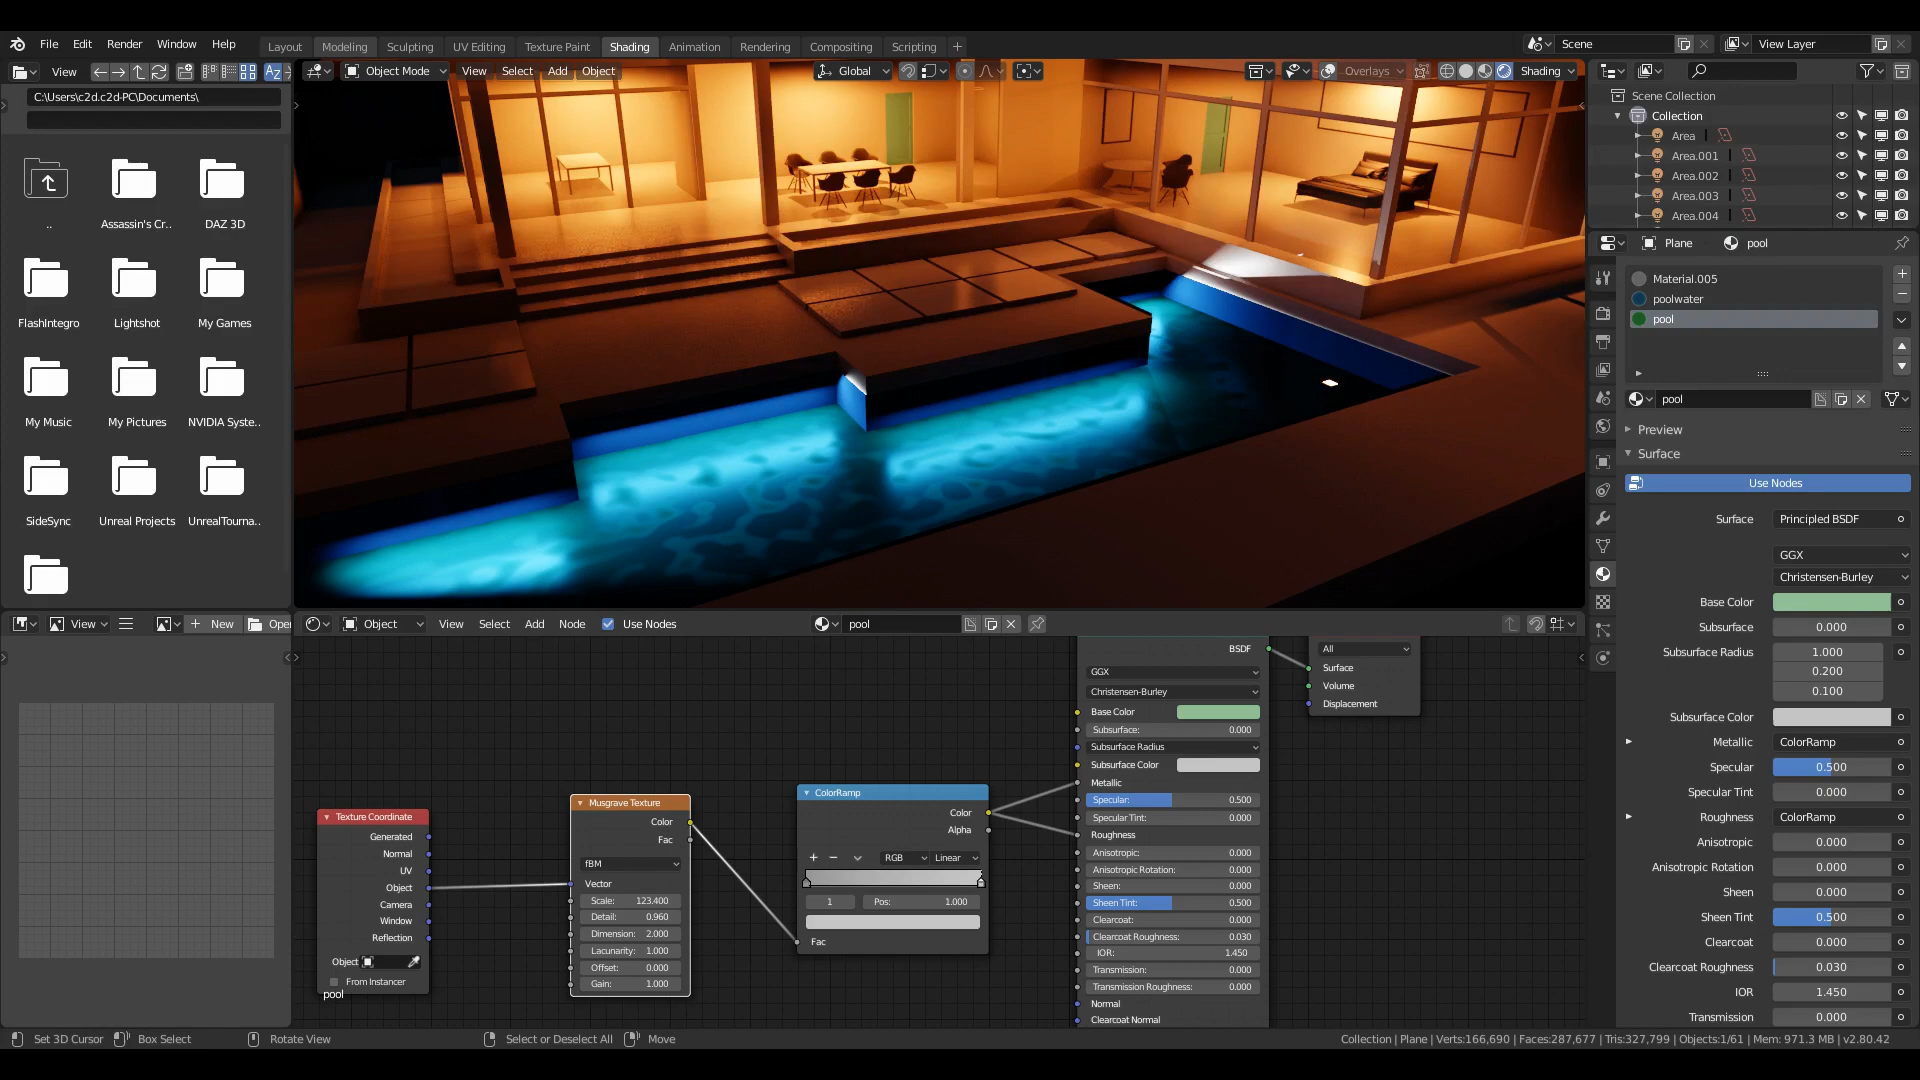 File Edit Render Window Help
Layout Modeling Sculpting UV Editing Texture Paint Shading Animation Rendering Compositing Scripting +
Scene
View Layer
View
C:\Users\c2d.c2d-PC\Documents\
..
Assassin's Cr..
DAZ 3D
FlashIntegro
Lightshot
My Games
My Music
My Pictures
NVIDIA Syste..
SideSync
Unreal Projects
UnrealTourna..
Object Mode View Select Add Object
Global
Overlays
Shading
Scene Collection
Collection
Area
Area.001
Area.002
Area.003
Area.004
Plane pool
Material.005
poolwater
pool
pool
Preview
Surface
Use Nodes
Surface Principled BSDF
GGX
Christensen-Burley
Base Color
Subsurface 0.000
Subsurface Radius 1.000
0.200
0.100
Subsurface Color
Metallic ColorRamp
Specular 0.500
Specular Tint 0.000
Roughness ColorRamp
Anisotropic 0.000
Anisotropic Rotation 0.000
Sheen 0.000
Sheen Tint 0.500
Clearcoat 0.000
Clearcoat Roughness 0.030
IOR 1.450
Transmission 0.000
View + New Open
Object View Select Add Node Use Nodes pool
Texture Coordinate
Generated
Normal
UV
Object
Camera
Window
Reflection
Object
From Instancer
pool
Musgrave Texture
Color
Fac
fBM
Vector
Scale: 123.400
Detail: 0.960
Dimension: 2.000
Lacunarity: 1.000
Offset: 0.000
Gain: 1.000
ColorRamp
Color
Alpha
RGB Linear
1 Pos: 1.000
Fac
BSDF
GGX
Christensen-Burley
Base Color
Subsurface: 0.000
Subsurface Radius
Subsurface Color
Metallic
Specular: 0.500
Specular Tint: 0.000
Roughness
Anisotropic: 0.000
Anisotropic Rotation: 0.000
Sheen: 0.000
Sheen Tint: 0.500
Clearcoat: 0.000
Clearcoat Roughness: 0.030
IOR: 1.450
Transmission: 0.000
Transmission Roughness: 0.000
Normal
Clearcoat Normal
All
Surface
Volume
Displacement
Set 3D Cursor Box Select Rotate View Select or Deselect All Move
Collection | Plane | Verts:166,690 | Faces:287,677 | Tris:327,799 | Objects:1/61 | Mem: 971.3 MB | v2.80.42